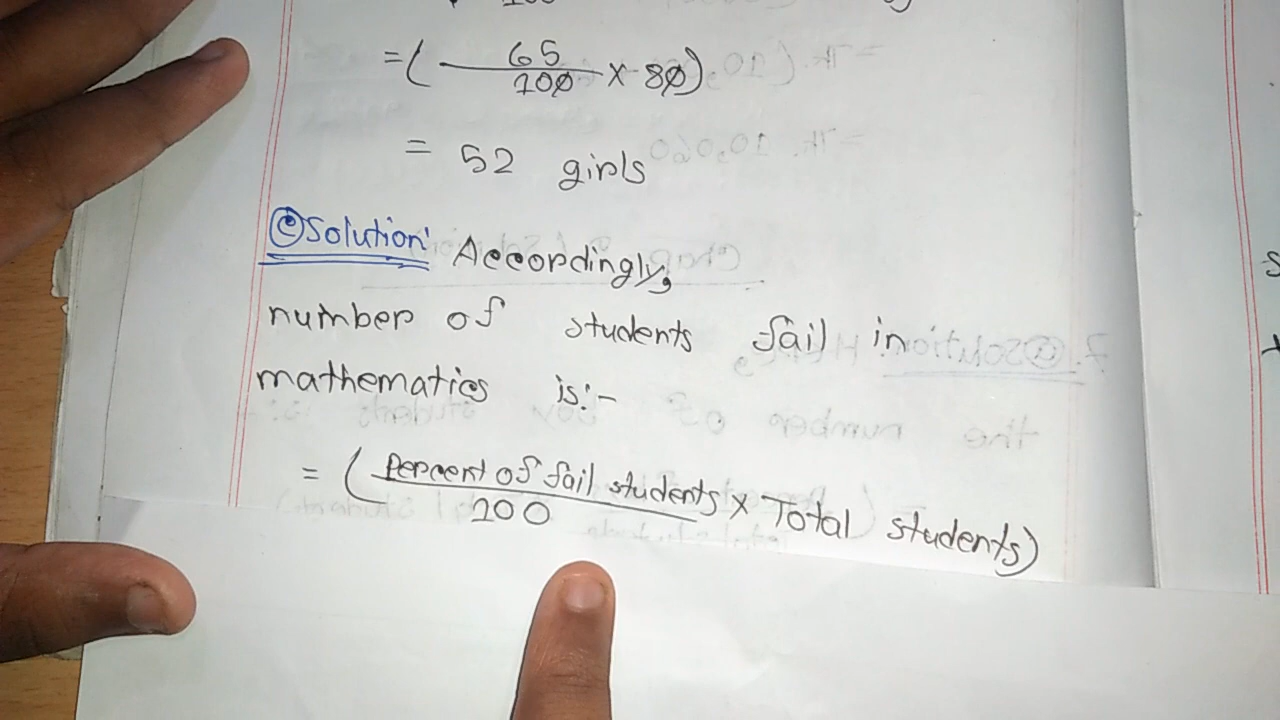 =( 65/100 × 80)
= 52 girls
ⓒ Solution: Accordingly,
number of students fail in
mathematics is:-
= ( Percent of fail students/100 × Total students)